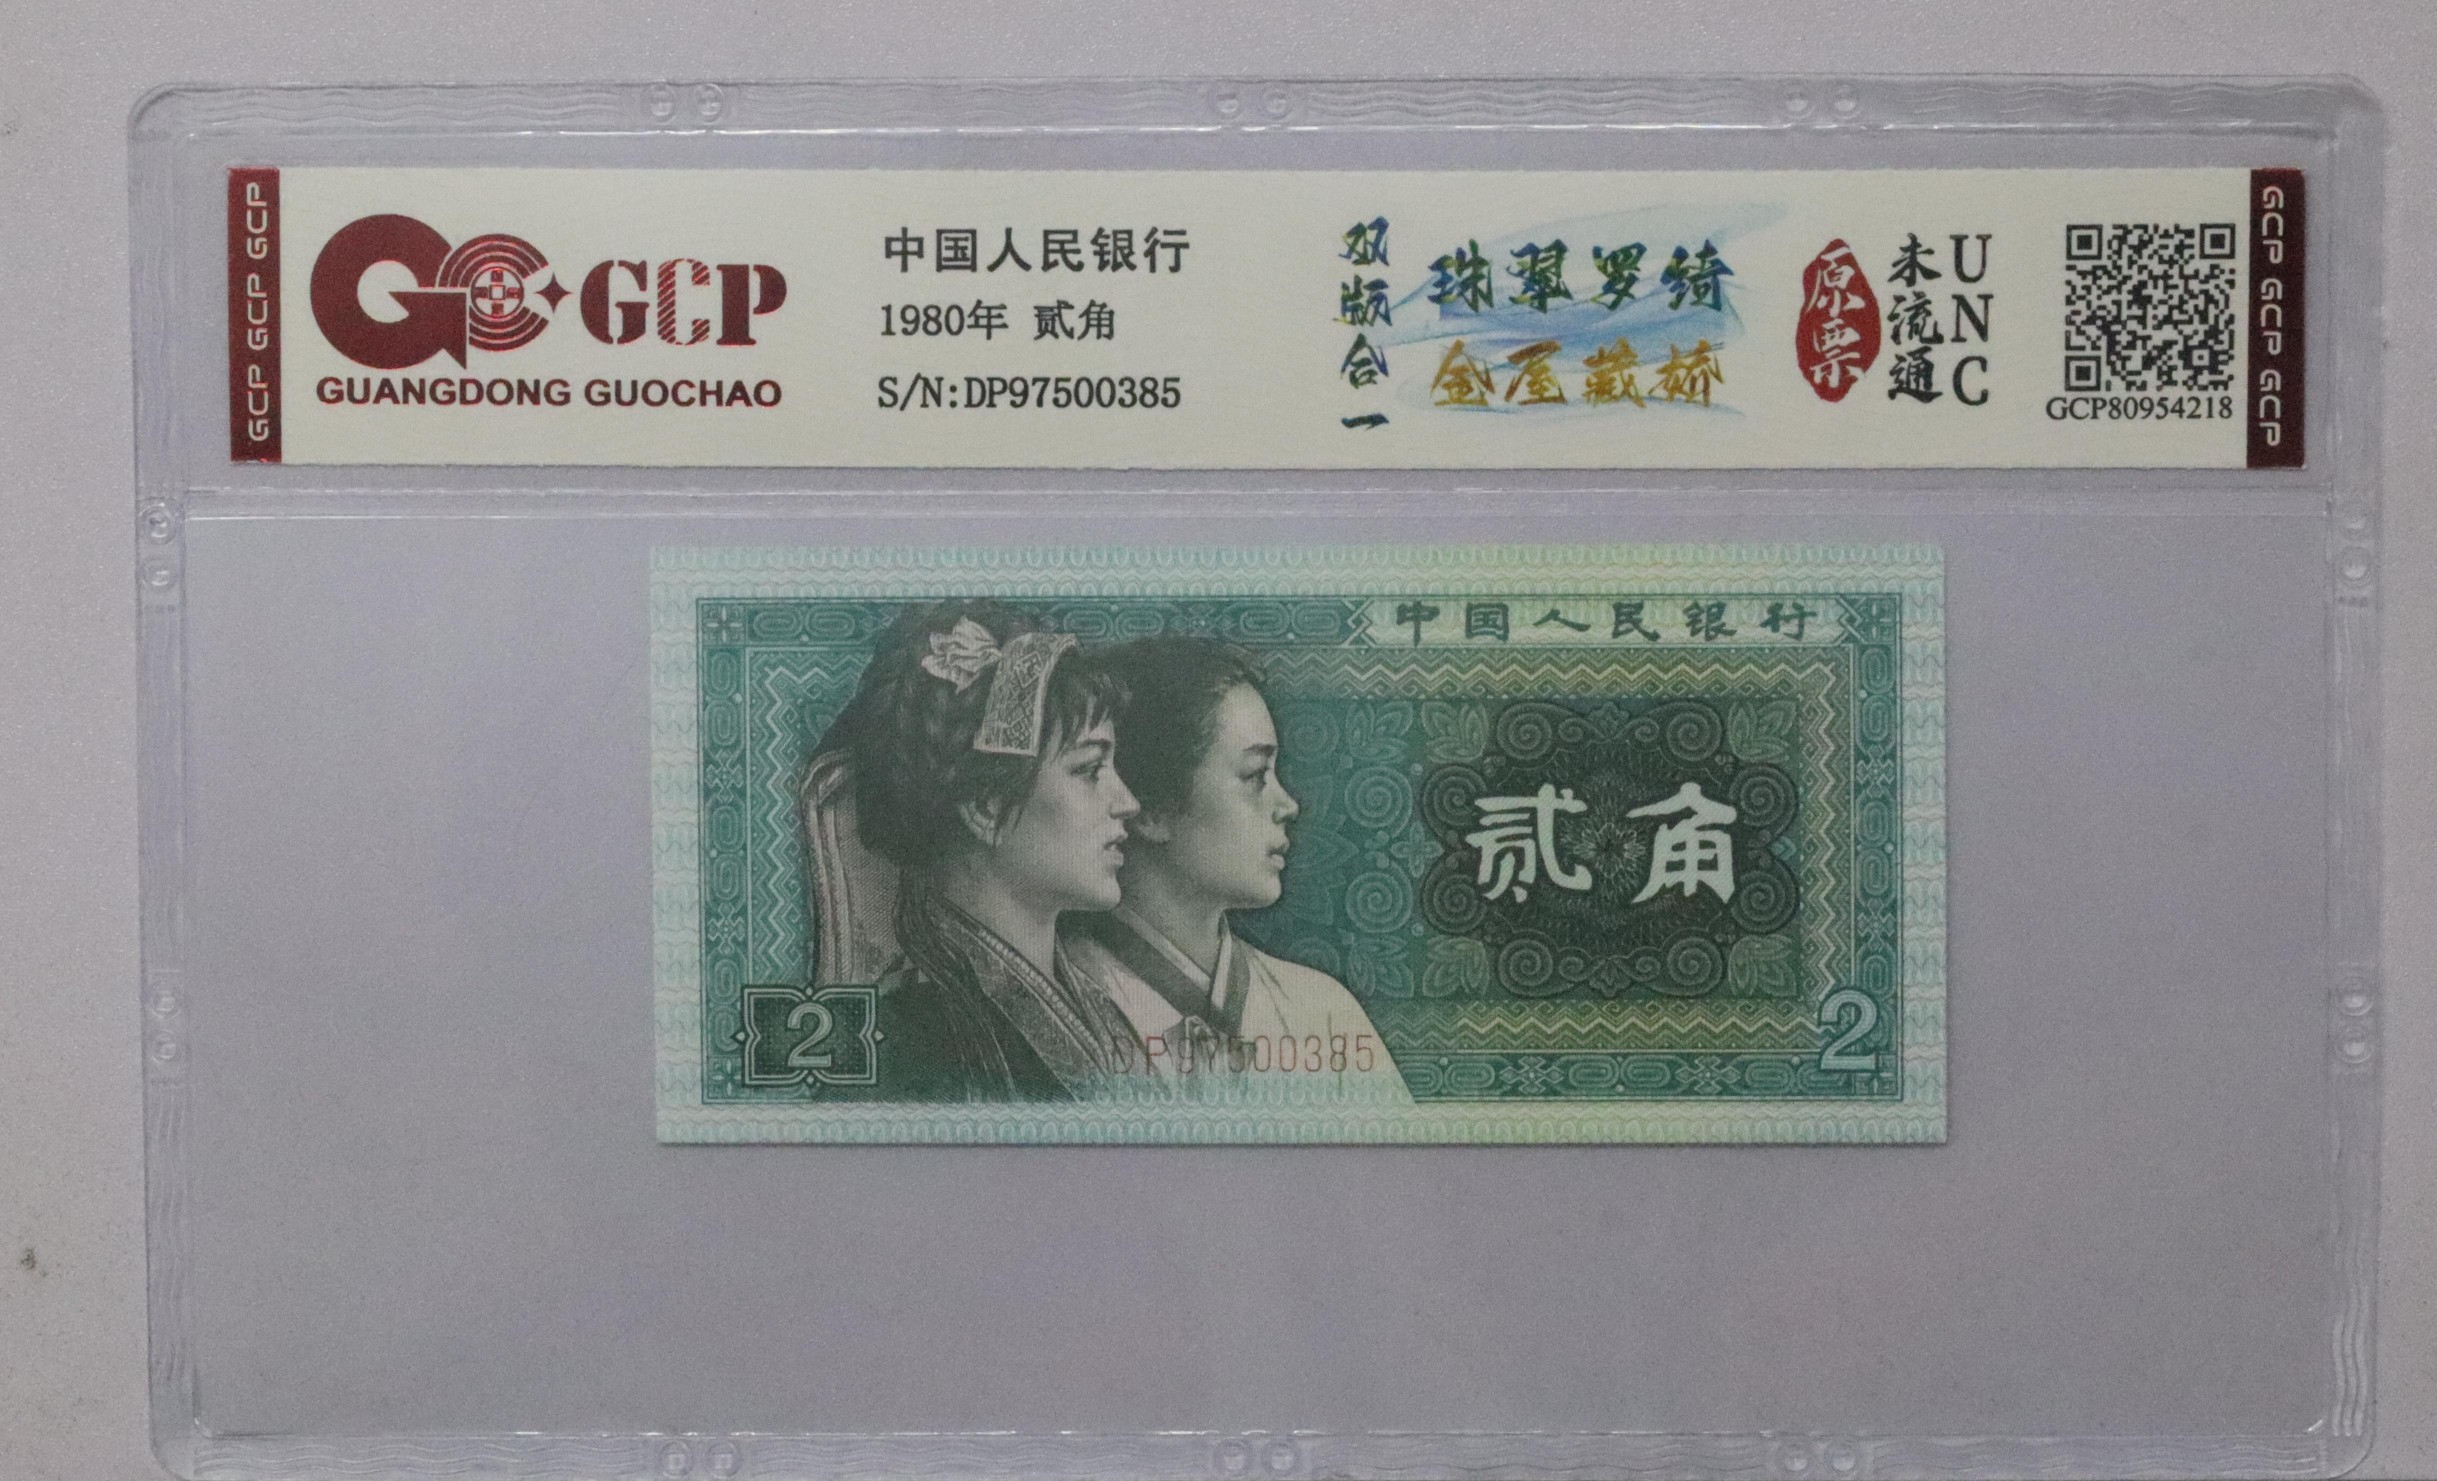 GCP GCP GCP
GCP
GUANGDONG GUOCHAO
中国人民银行
1980年 贰角
S/N:DP97500385
双版合一
珠翠罗绮
金屋藏娇
原票
未流通
UNC
GCP80954218
GCP GCP GCP
中国人民银行
贰角
2
DP97500385
2